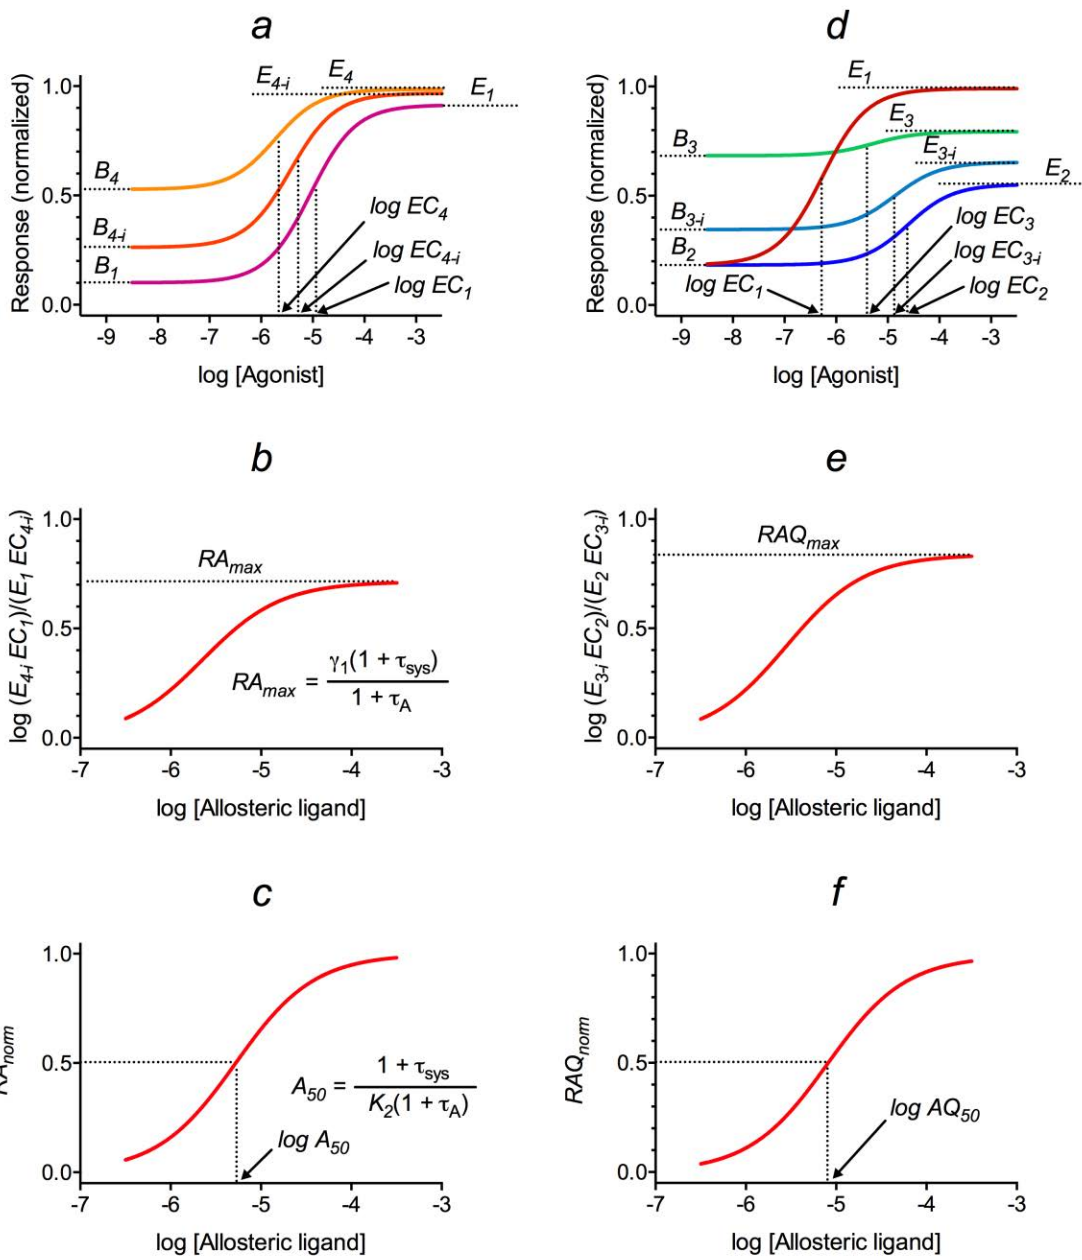 a
E4-i E4 E1
1.0
0.5
0.0
B4
B4-i
B1
log EC4
log EC4-i
log EC1
Response (normalized)
-9 -8 -7 -6 -5 -4 -3
log [Agonist]
d
E1
E3
E3-i
E2
1.0
0.5
0.0
B3
B3-i
B2
log EC1
log EC3
log EC3-i
log EC2
Response (normalized)
-9 -8 -7 -6 -5 -4 -3
log [Agonist]
b
1.0
0.5
0.0
log (E4-i EC1)/(E1 EC4-i)
RAmax
RAmax = γ1(1 + τsys) / 1 + τA
-7 -6 -5 -4 -3
log [Allosteric ligand]
e
1.0
0.5
0.0
log (E3-i EC2)/(E2 EC3-i)
RAQmax
-7 -6 -5 -4 -3
log [Allosteric ligand]
c
1.0
0.5
0.0
RAnorm
A50 = 1 + τsys / K2(1 + τA)
log A50
-7 -6 -5 -4 -3
log [Allosteric ligand]
f
1.0
0.5
0.0
RAQnorm
log AQ50
-7 -6 -5 -4 -3
log [Allosteric ligand]